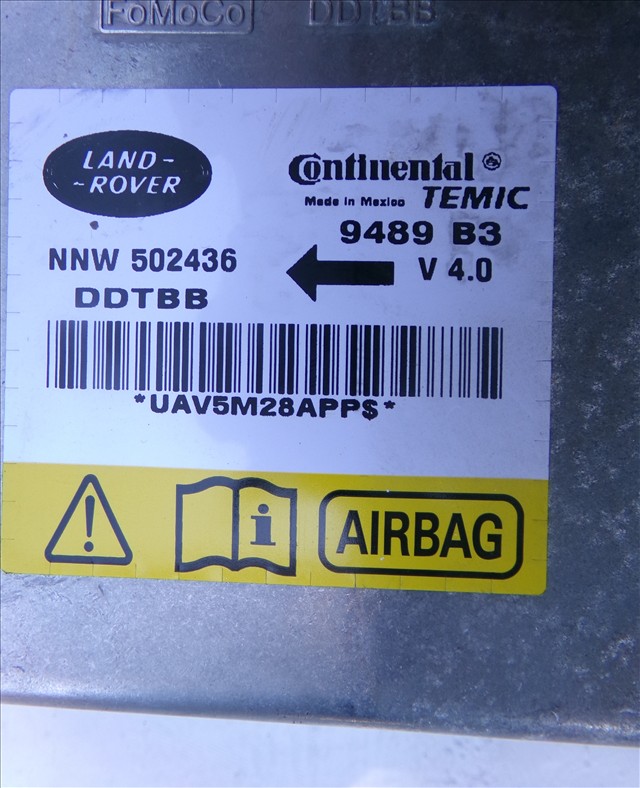 FoMoCo DDTBB
LAND-
~ROVER
Continental ®
Made in Mexico TEMIC
9489 B3
NNW 502436
V 4.0
DDTBB
*UAV5M28APP$*
i
AIRBAG